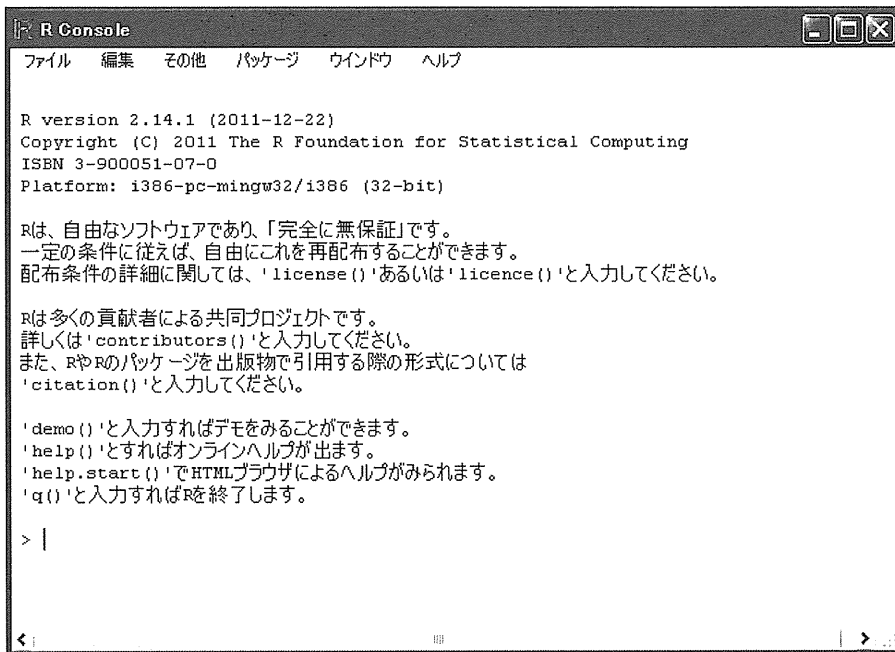 R Console
ファイル 編集 その他 パッケージ ウインドウ ヘルプ
R version 2.14.1 (2011-12-22)
Copyright (C) 2011 The R Foundation for Statistical Computing
ISBN 3-900051-07-0
Platform: i386-pc-mingw32/i386 (32-bit)
Rは、自由なソフトウェアであり、「完全に無保証」です。
一定の条件に従えば、自由にこれを再配布することができます。
配布条件の詳細に関しては、'license()'あるいは'licence()'と入力してください。
Rは多くの貢献者による共同プロジェクトです。
詳しくは'contributors()'と入力してください。
また、RやRのパッケージを出版物で引用する際の形式については
'citation()'と入力してください。
'demo()'と入力すればデモをみることができます。
'help()'とすればオンラインヘルプが出ます。
'help.start()'でHTMLブラウザによるヘルプがみられます。
'q()'と入力すればRを終了します。
>